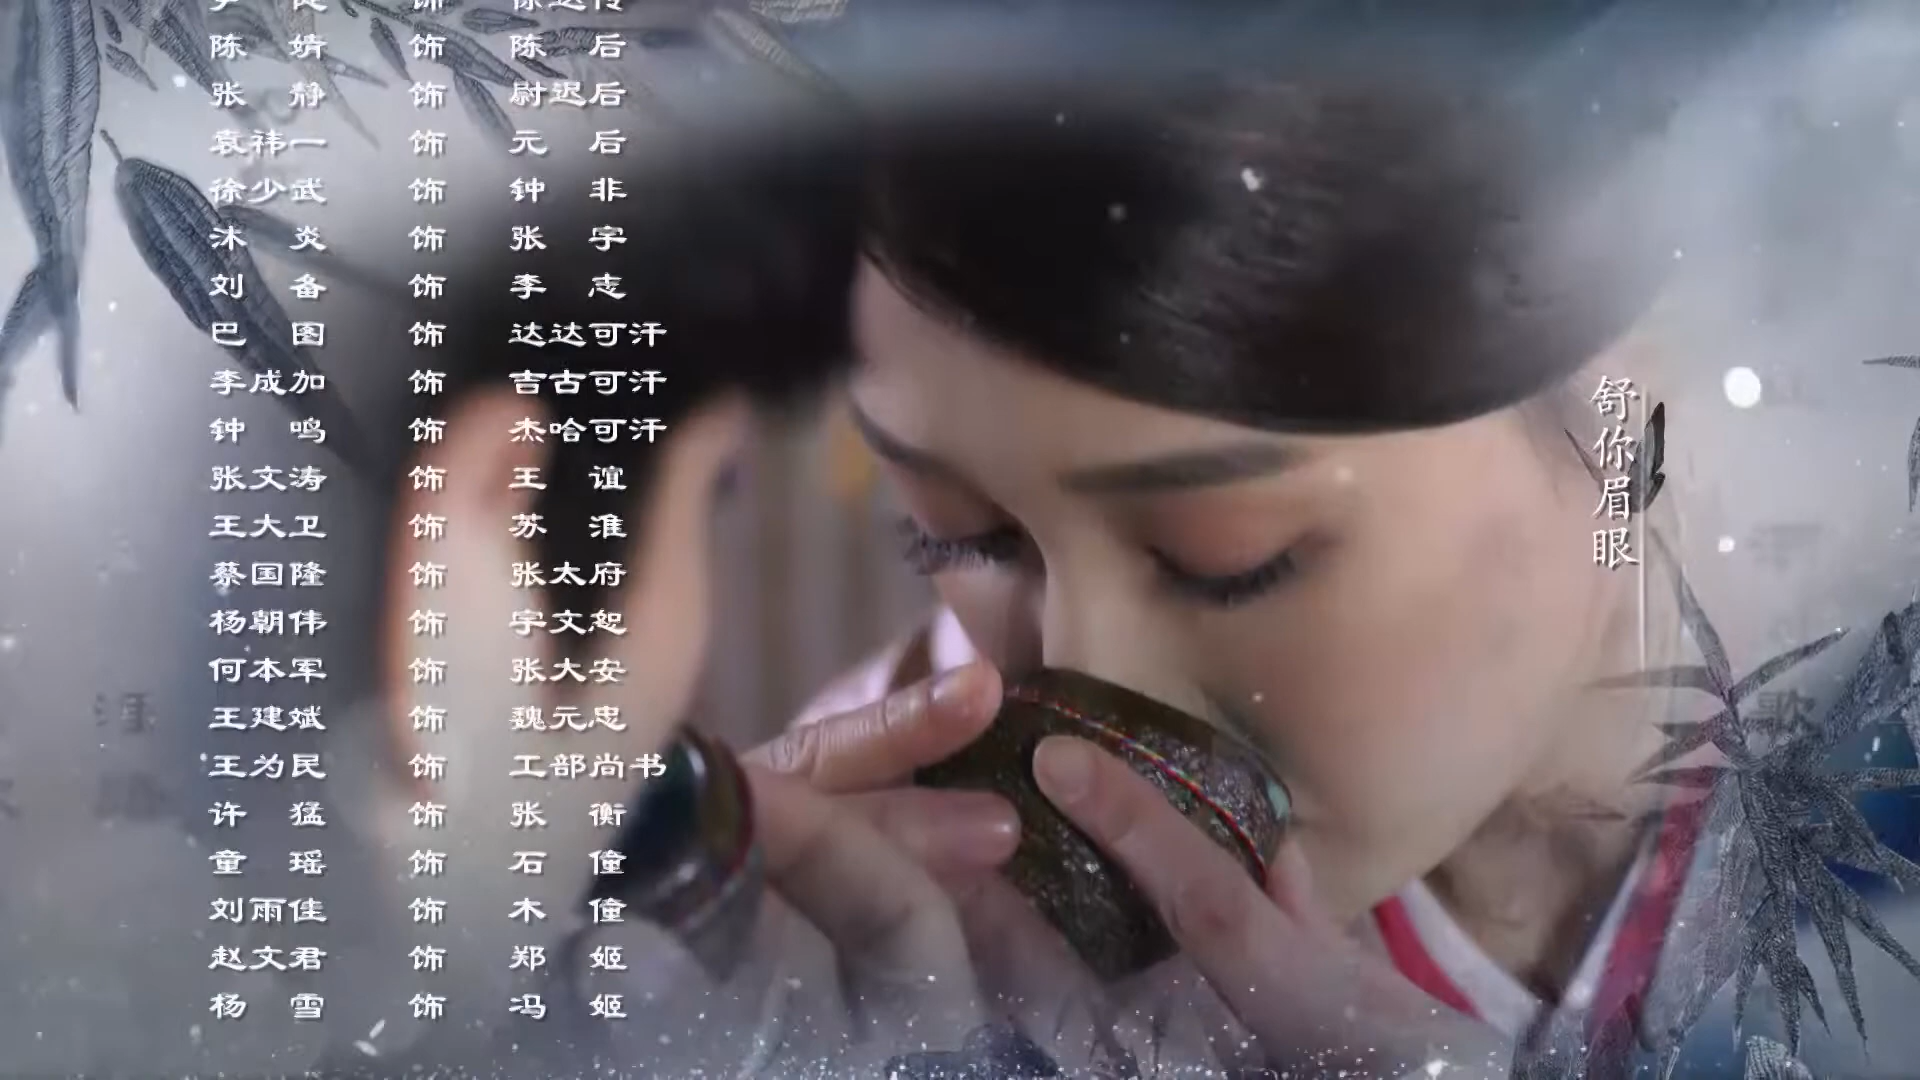 陈 婧 饰 陈 后
张 静 饰 尉迟后
袁祎一 饰 元 后
徐少武 饰 钟 非
沐 炎 饰 张 宇
刘 备 饰 李 志
巴 图 饰 达达可汗
李成加 饰 吉古可汗
钟 鸣 饰 杰哈可汗
张文涛 饰 王 谊
王大卫 饰 苏 淮
蔡国隆 饰 张太府
杨朝伟 饰 宇文恕
何本军 饰 张大安
王建斌 饰 魏元忠
王为民 饰 工部尚书
许 猛 饰 张 衡
童 瑶 饰 石 僮
刘雨佳 饰 木 僮
赵文君 饰 郑 姬
杨 雪 饰 冯 姬
舒你眉眼